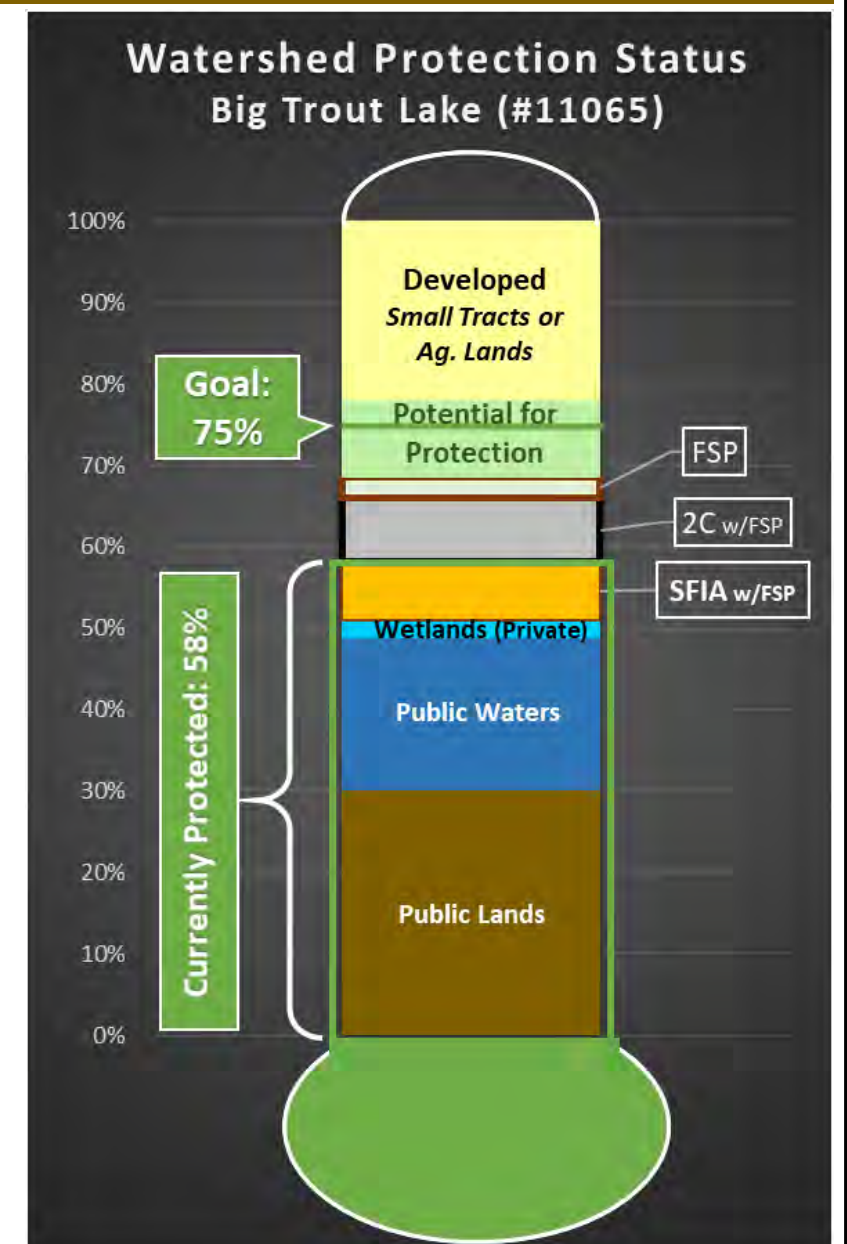 Watershed Protection Status
Big Trout Lake (#11065)
100%
90%
80%
70%
60%
50%
40%
30%
20%
10%
0%
Goal:
75%
Currently Protected: 58%
Developed
Small Tracts or
Ag. Lands
Potential for
Protection
FSP
2C w/FSP
SFIA w/FSP
Wetlands (Private)
Public Waters
Public Lands